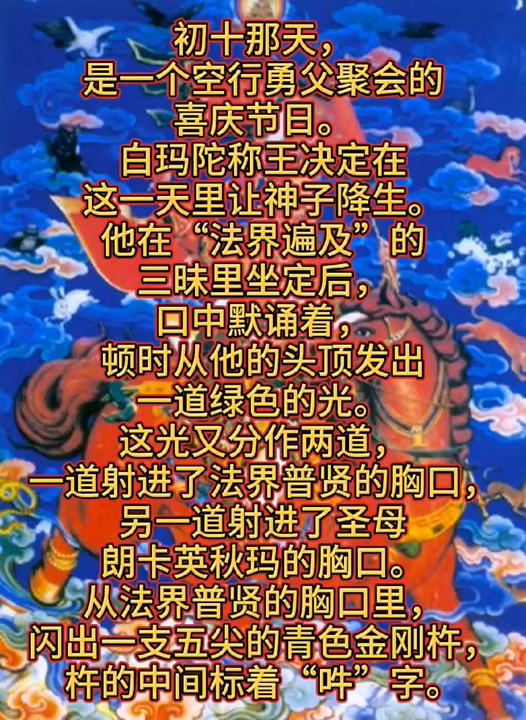 初十那天，
是一个空行勇父聚会的
喜庆节日。
白玛陀称王决定在
这一天里让神子降生。
他在“法界遍及”的
三昧里坐定后，
口中默诵着，
顿时从他的头顶发出
一道绿色的光。
这光又分作两道，
一道射进了法界普贤的胸口，
另一道射进了圣母
朗卡英秋玛的胸口。
从法界普贤的胸口里，
闪出一支五尖的青色金刚杵，
杵的中间标着“吽”字。